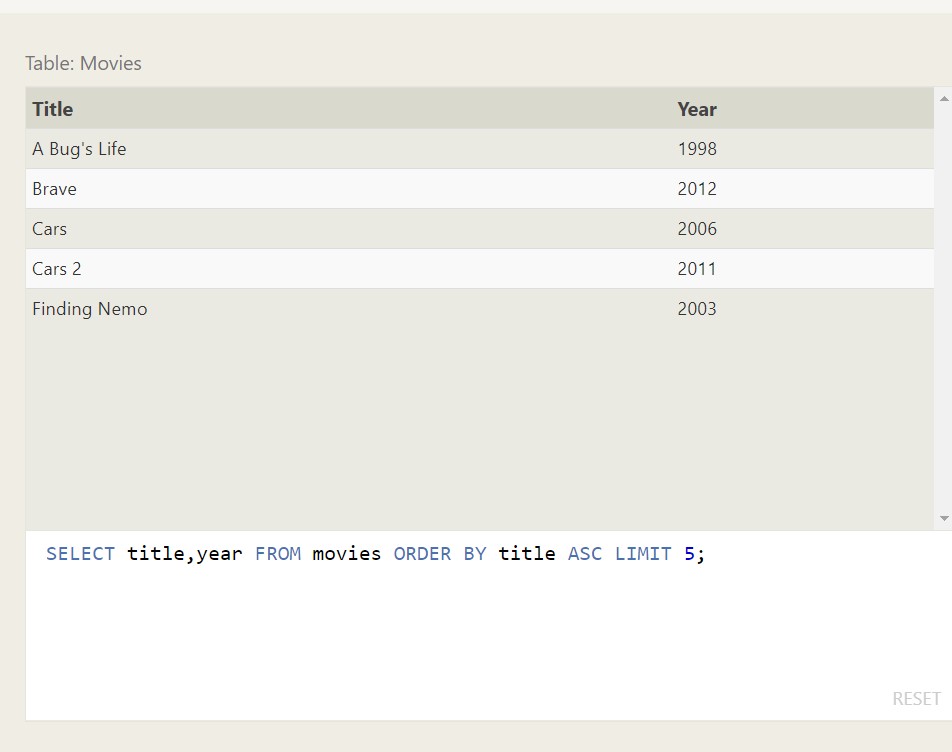 Table: Movies
Title Year
A Bug's Life 1998
Brave 2012
Cars 2006
Cars 2 2011
Finding Nemo 2003
SELECT title,year FROM movies ORDER BY title ASC LIMIT 5;
RESET